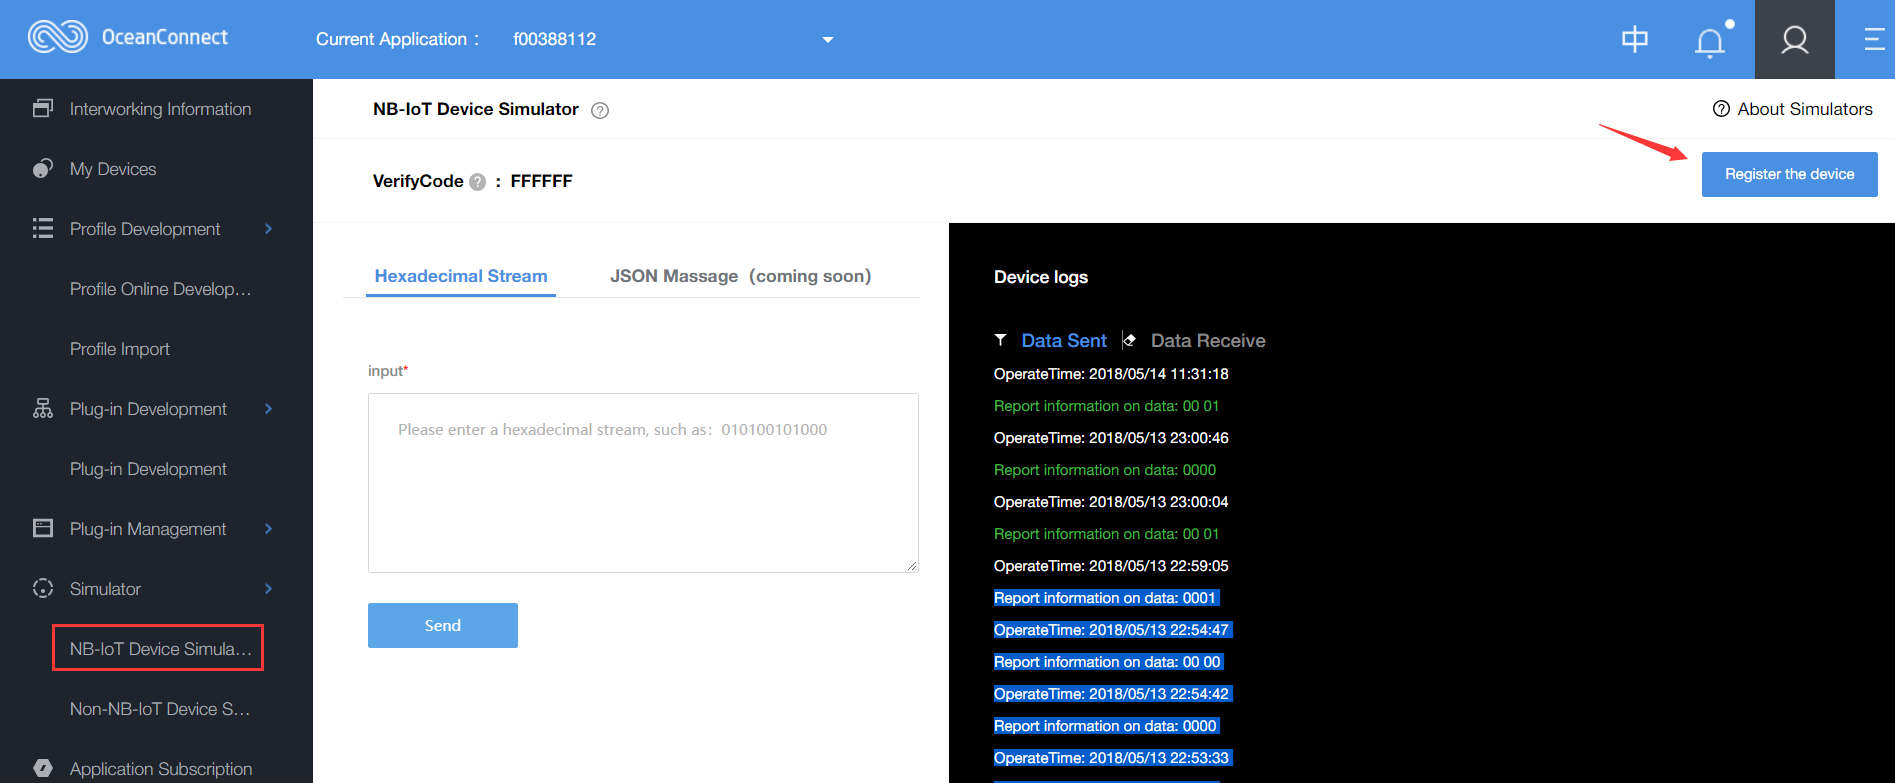 OceanConnect
Current Application : f00388112
中
Interworking Information
My Devices
Profile Development
Profile Online Develop...
Profile Import
Plug-in Development
Plug-in Development
Plug-in Management
Simulator
NB-IoT Device Simula...
Non-NB-IoT Device S...
Application Subscription
NB-IoT Device Simulator ?
? About Simulators
VerifyCode ? : FFFFFF
Register the device
Hexadecimal Stream
JSON Massage（coming soon）
input*
Please enter a hexadecimal stream, such as：010100101000
Send
Device logs
Data Sent
Data Receive
OperateTime: 2018/05/14 11:31:18
Report information on data: 00 01
OperateTime: 2018/05/13 23:00:46
Report information on data: 0000
OperateTime: 2018/05/13 23:00:04
Report information on data: 00 01
OperateTime: 2018/05/13 22:59:05
Report information on data: 0001
OperateTime: 2018/05/13 22:54:47
Report information on data: 00 00
OperateTime: 2018/05/13 22:54:42
Report information on data: 0000
OperateTime: 2018/05/13 22:53:33